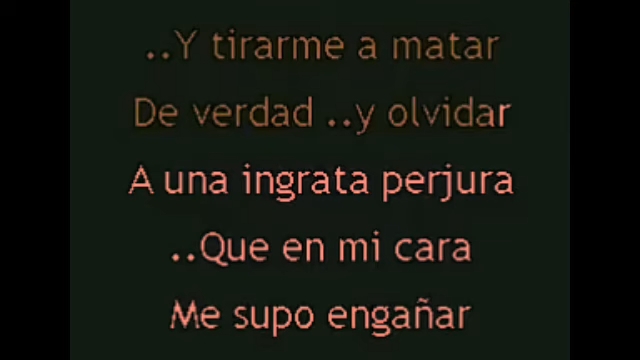 ..Y tirarme a matar
De verdad ..y olvidar
A una ingrata perjura
..Que en mi cara
Me supo engañar